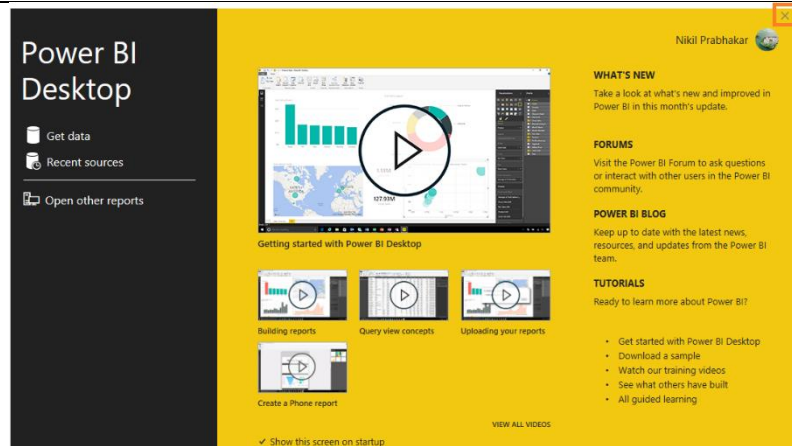 Power BI
Desktop
Get data
Recent sources
Open other reports
127.93M
Getting started with Power BI Desktop
Building reports
Query view concepts
Uploading your reports
Create a Phone report
VIEW ALL VIDEOS
Show this screen on startup
Nikil Prabhakar
WHAT'S NEW
Take a look at what's new and improved in
Power BI in this month's update.
FORUMS
Visit the Power BI Forum to ask questions
or interact with other users in the Power BI
community.
POWER BI BLOG
Keep up to date with the latest news,
resources, and updates from the Power BI
team.
TUTORIALS
Ready to learn more about Power BI?
• Get started with Power BI Desktop
• Download a sample
• Watch our training videos
• See what others have built
• All guided learning